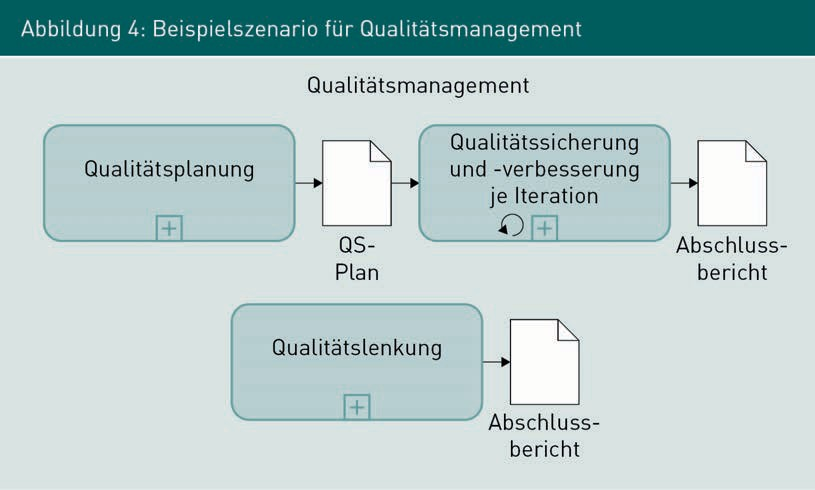 Abbildung 4: Beispielszenario für Qualitätsmanagement
Qualitätsmanagement
Qualitätsplanung
QS-
Plan
Qualitätssicherung
und -verbesserung
je Iteration
Abschluss-
bericht
Qualitätslenkung
Abschluss-
bericht